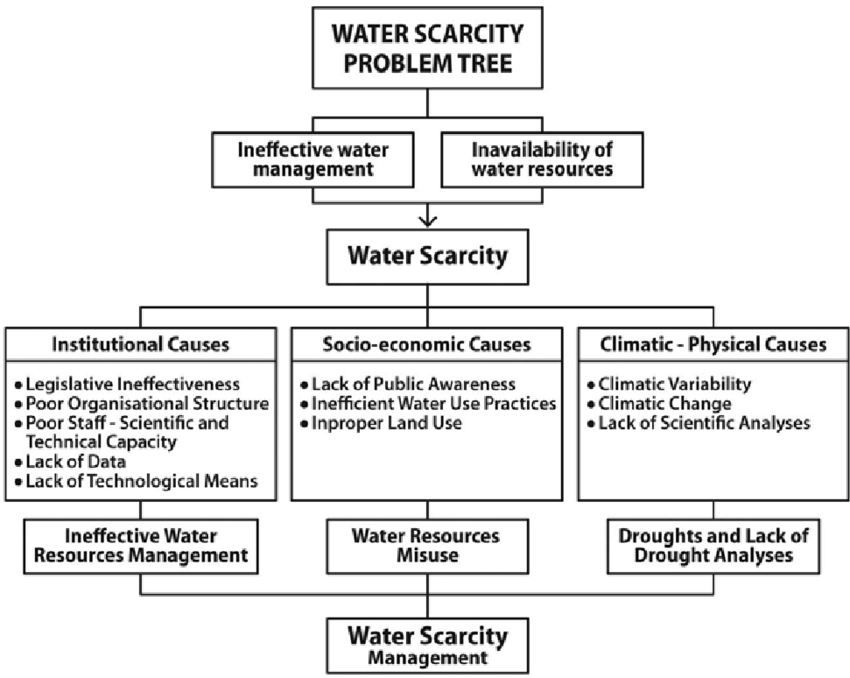 WATER SCARCITY
PROBLEM TREE
Ineffective water
management
Inavailability of
water resources
Water Scarcity
Institutional Causes
• Legislative Ineffectiveness
• Poor Organisational Structure
• Poor Staff - Scientific and
Technical Capacity
• Lack of Data
• Lack of Technological Means
Socio-economic Causes
• Lack of Public Awareness
• Inefficient Water Use Practices
• Inproper Land Use
Climatic - Physical Causes
• Climatic Variability
• Climatic Change
• Lack of Scientific Analyses
Ineffective Water
Resources Management
Water Resources
Misuse
Droughts and Lack of
Drought Analyses
Water Scarcity
Management